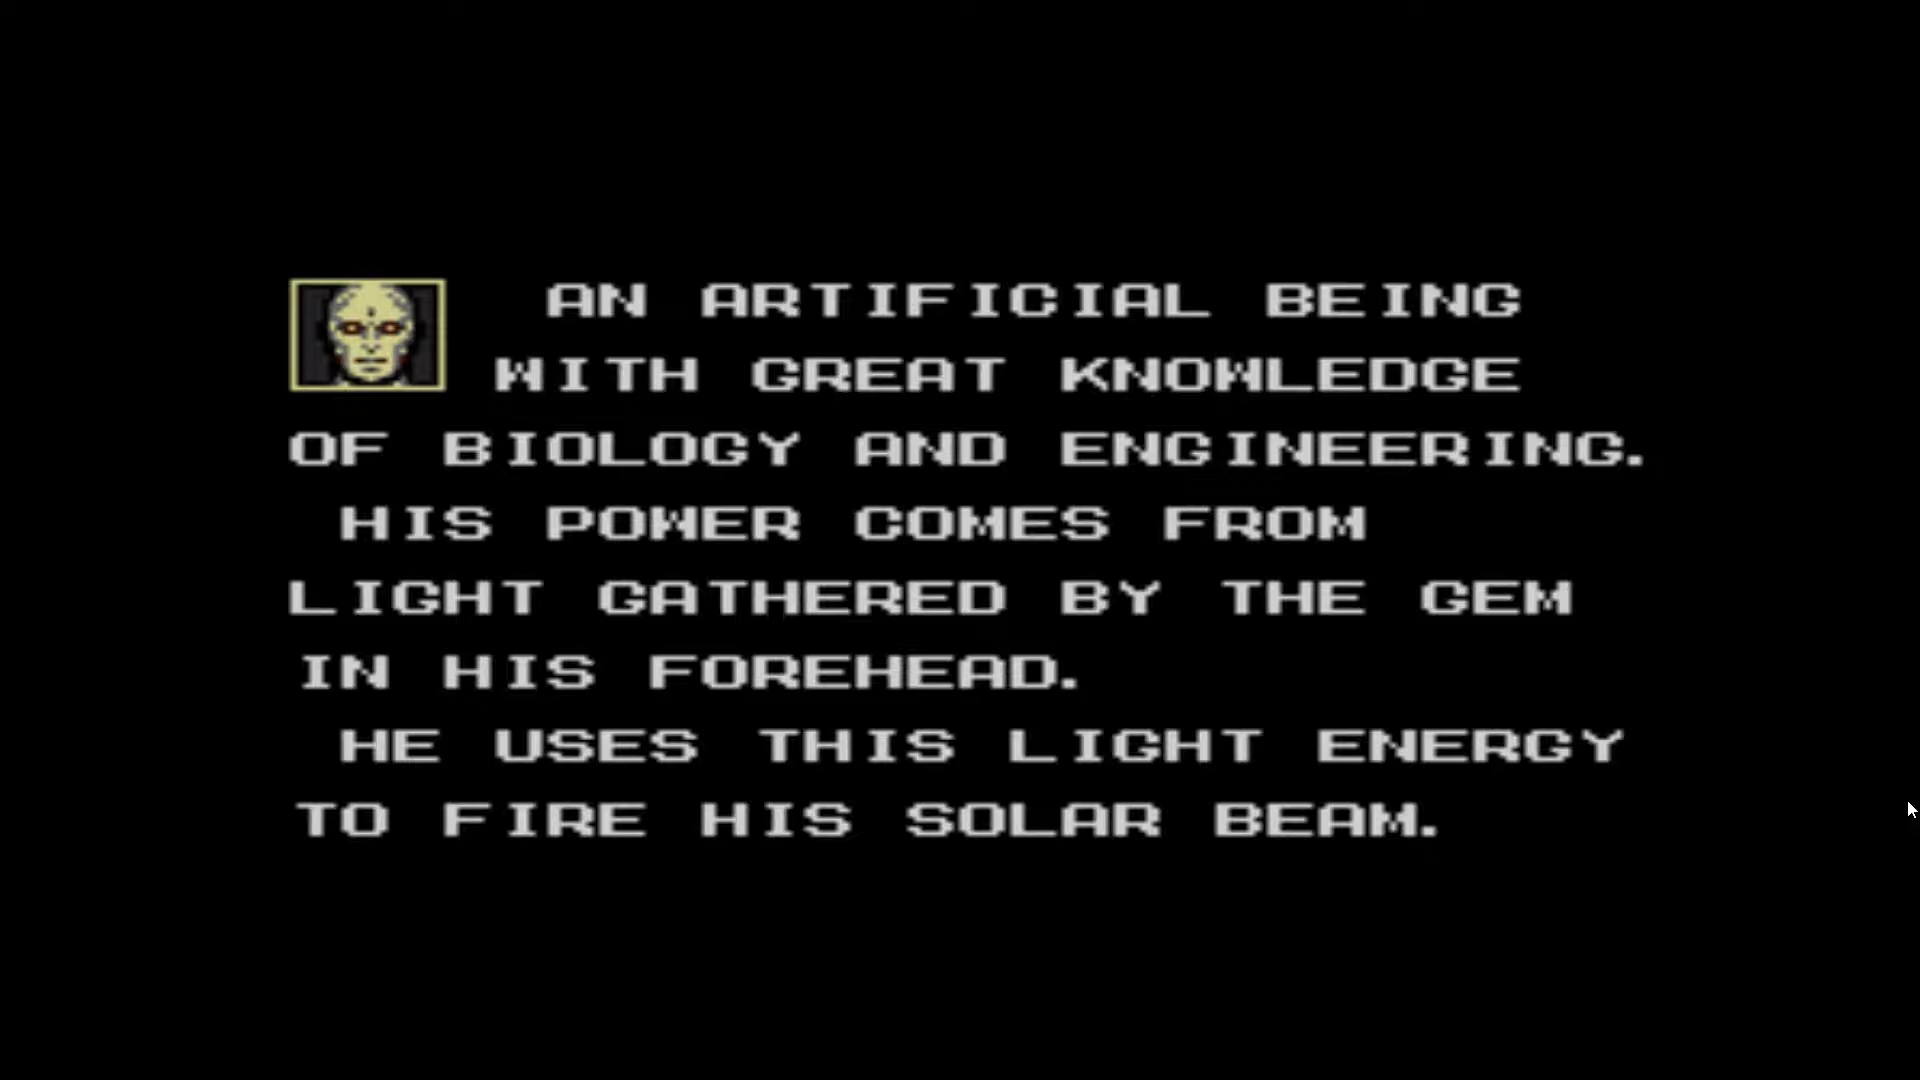 AN ARTIFICIAL BEING
WITH GREAT KNOWLEDGE
OF BIOLOGY AND ENGINEERING.
HIS POWER COMES FROM
LIGHT GATHERED BY THE GEM
IN HIS FOREHEAD.
HE USES THIS LIGHT ENERGY
TO FIRE HIS SOLAR BEAM.